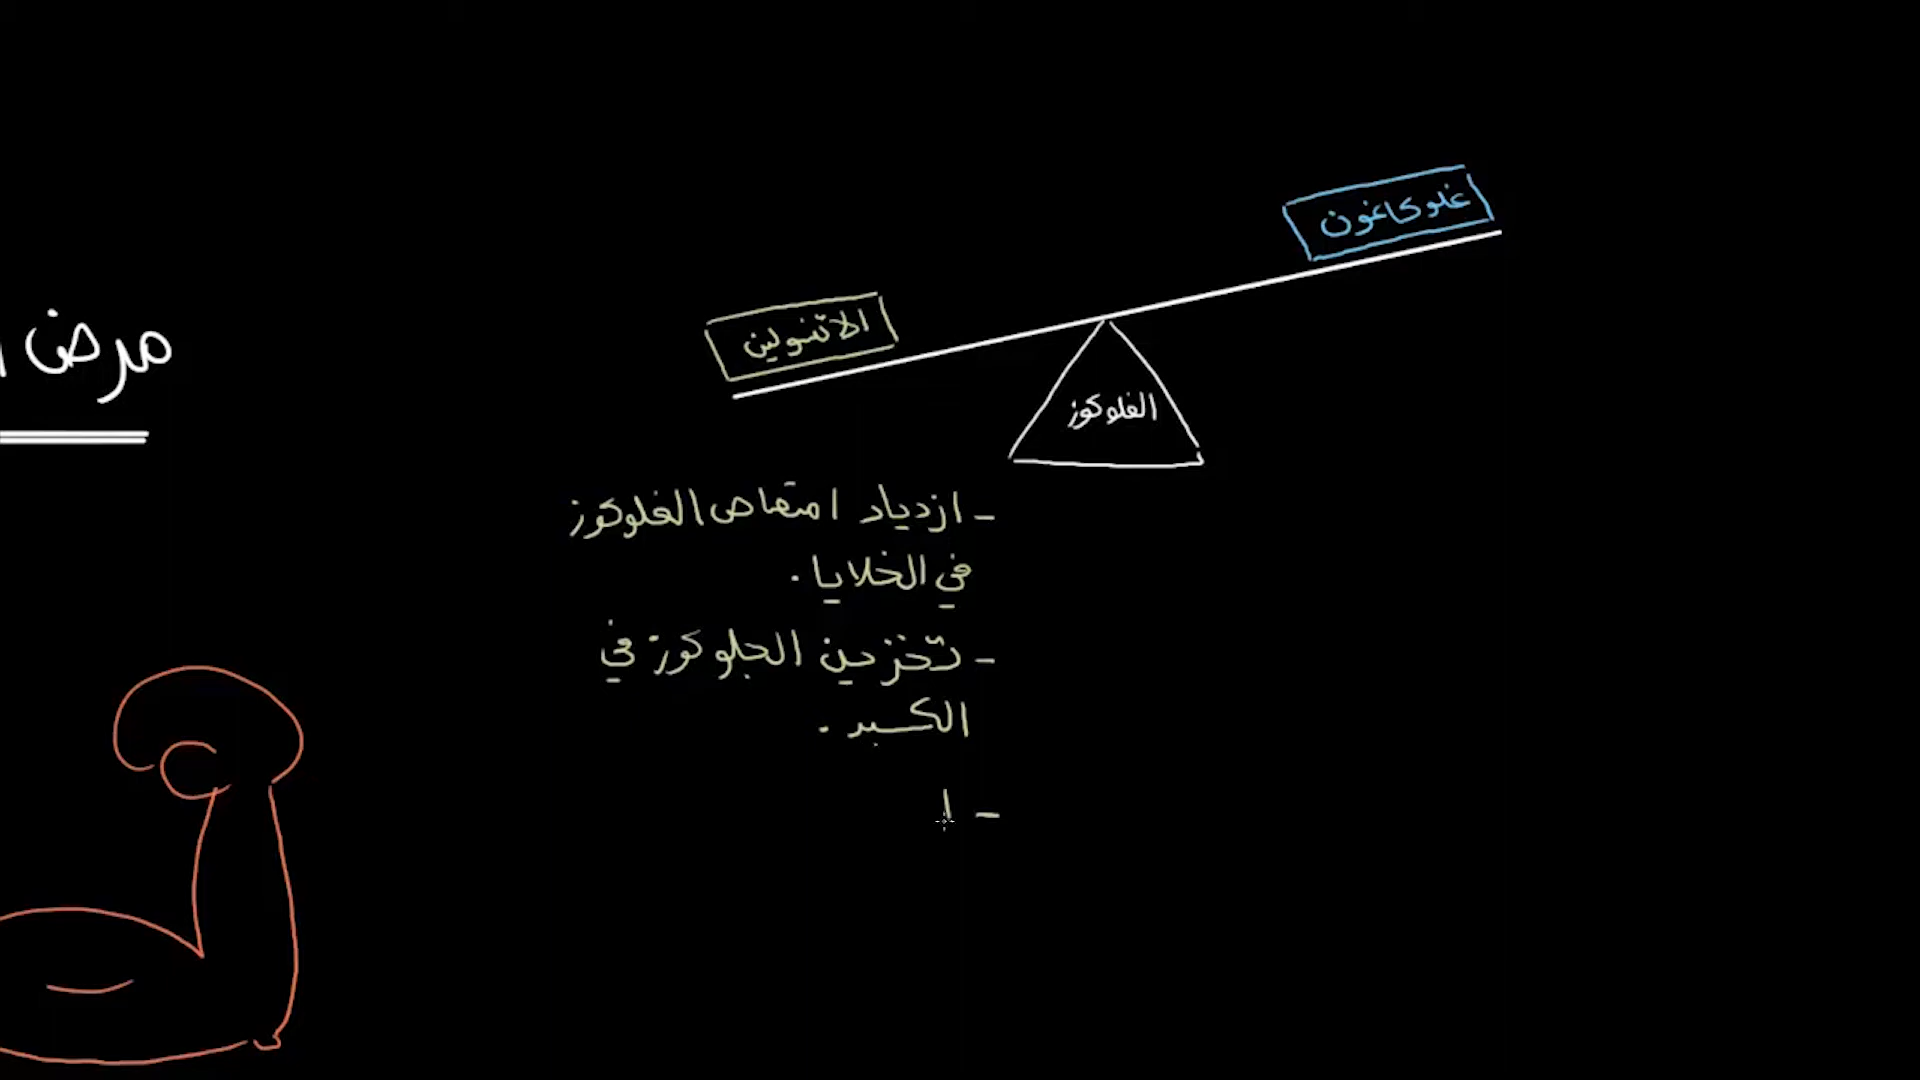 غلوكاغون
الانسولين
الغلوكوز
مرض ا
- ازدياد امتصاص الغلوكوز
في الخلايا .
- تخزين الجلوكوز في
الكبد .
- ا